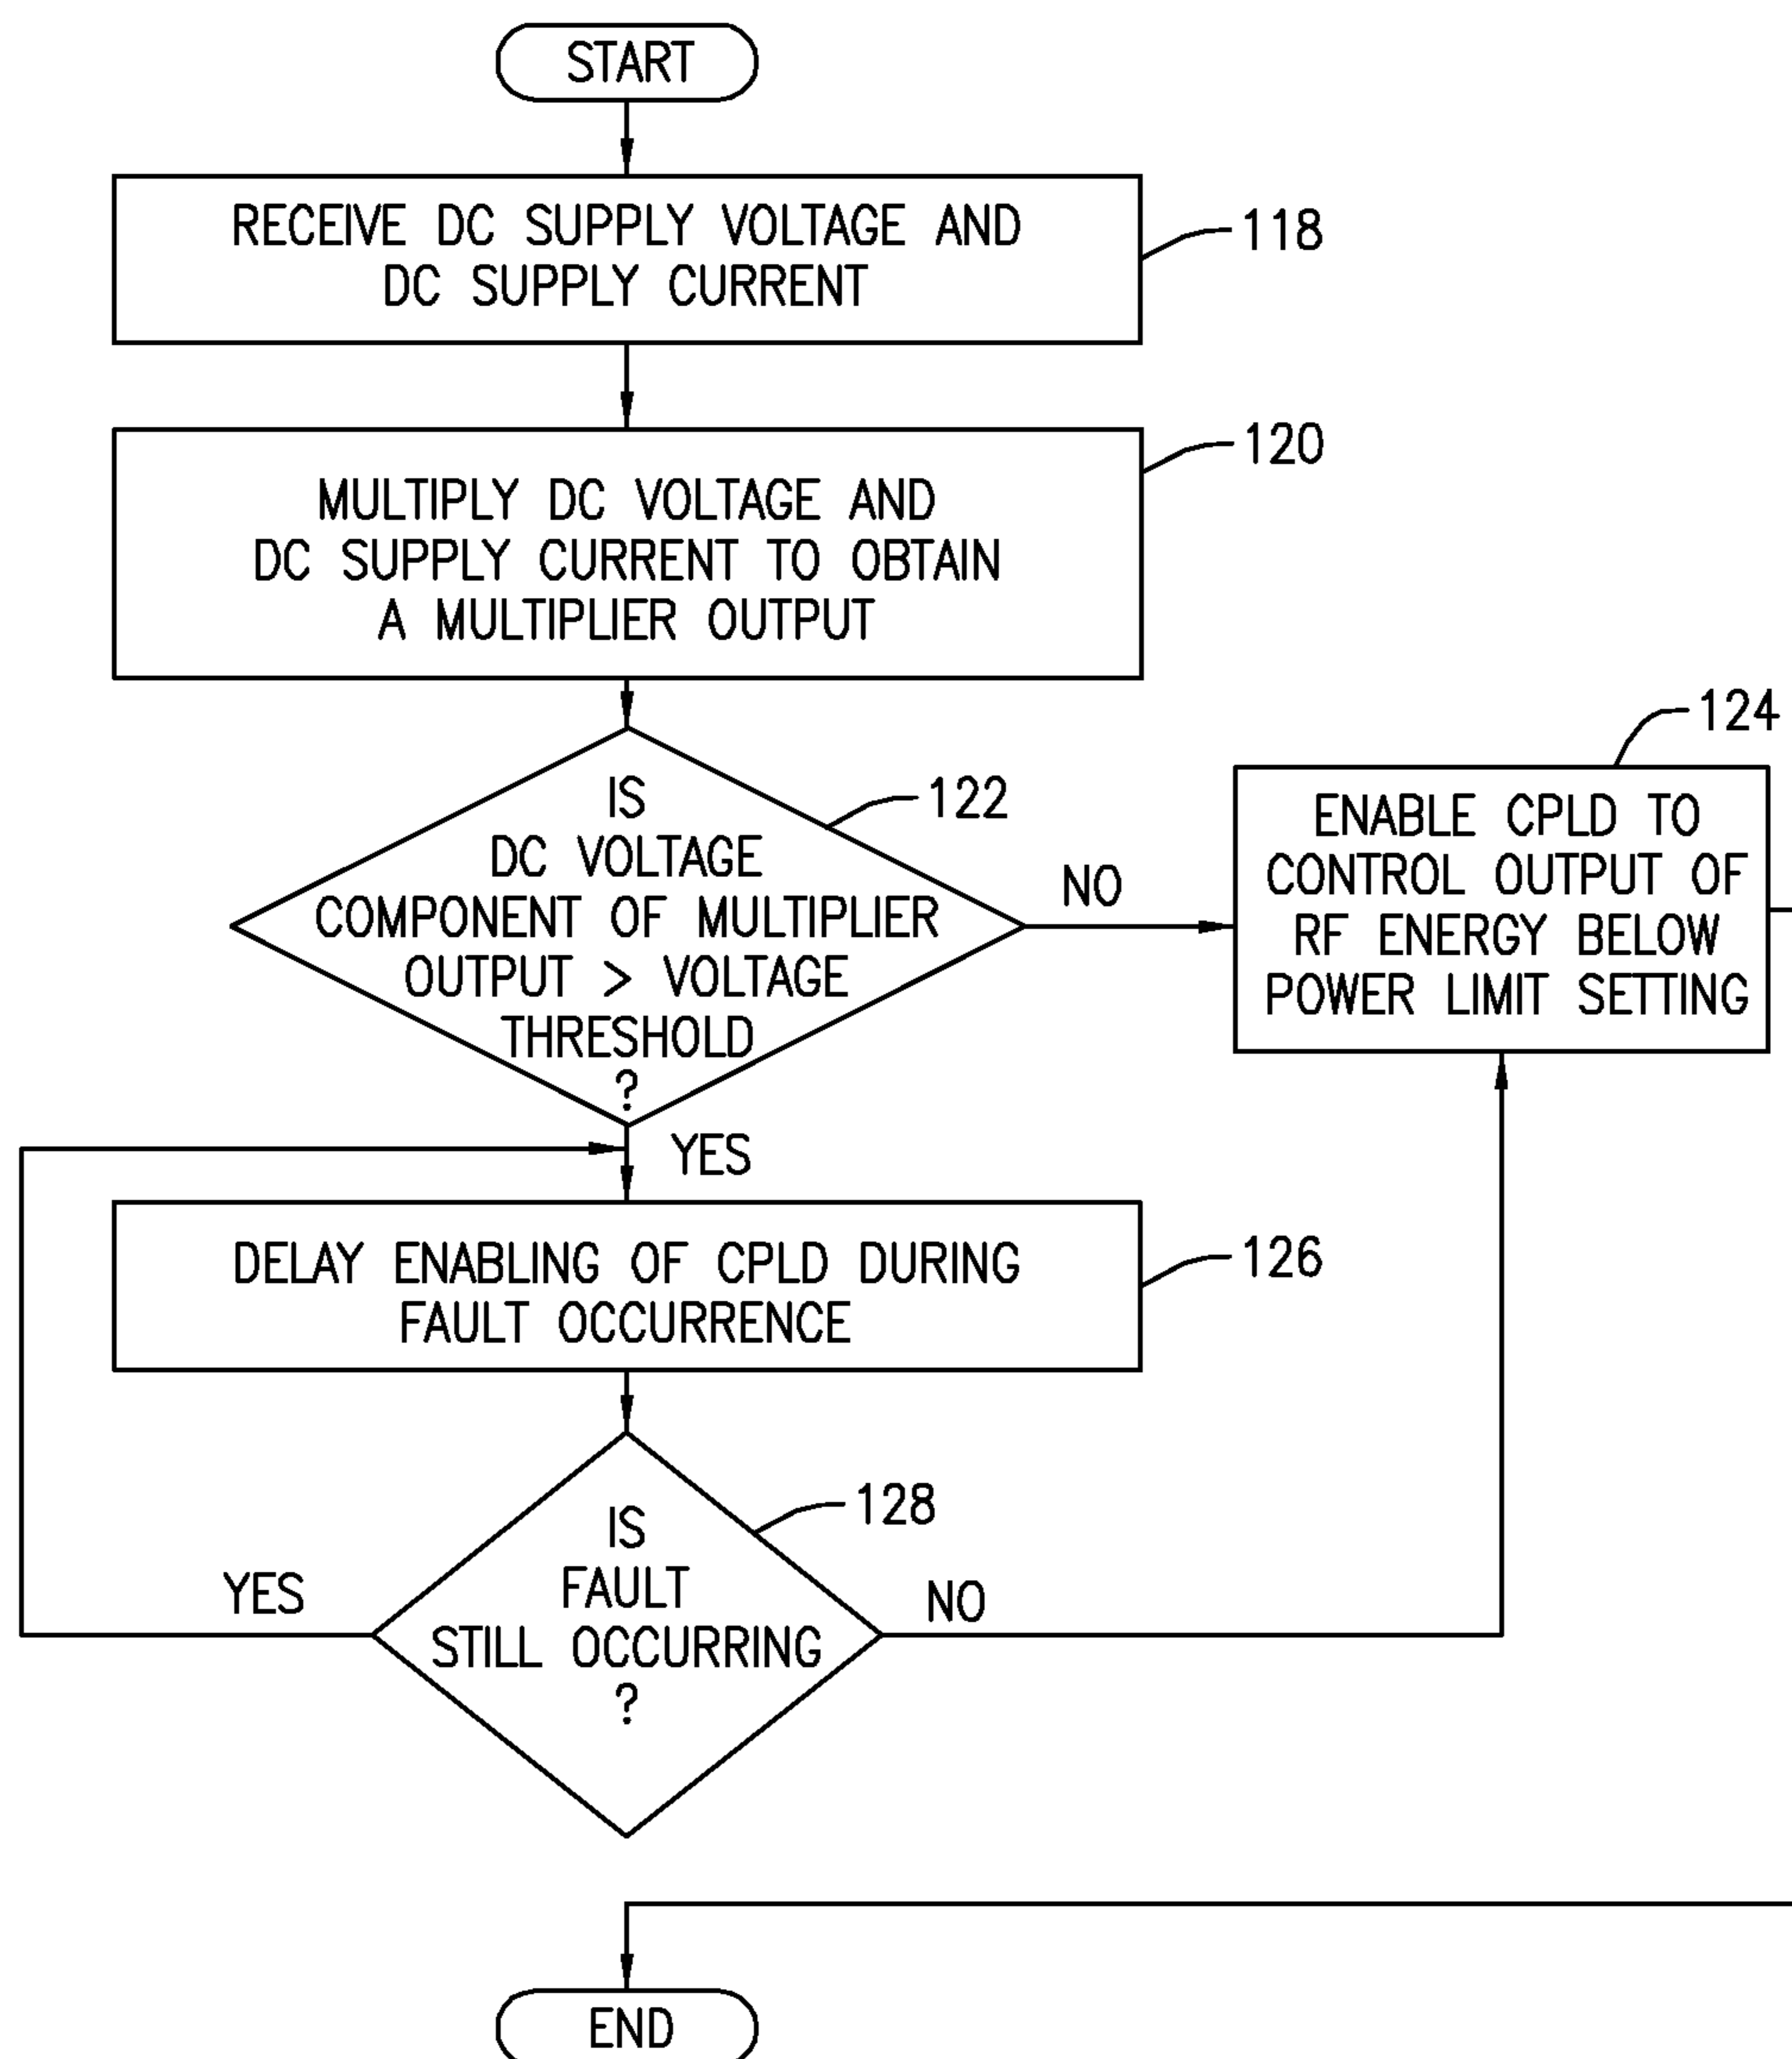 START
RECEIVE DC SUPPLY VOLTAGE AND
DC SUPPLY CURRENT
118
MULTIPLY DC VOLTAGE AND
DC SUPPLY CURRENT TO OBTAIN
A MULTIPLIER OUTPUT
120
IS
DC VOLTAGE
COMPONENT OF MULTIPLIER
OUTPUT > VOLTAGE
THRESHOLD
?
122
NO
ENABLE CPLD TO
CONTROL OUTPUT OF
RF ENERGY BELOW
POWER LIMIT SETTING
124
YES
DELAY ENABLING OF CPLD DURING
FAULT OCCURRENCE
126
IS
FAULT
STILL OCCURRING
?
128
YES
NO
END